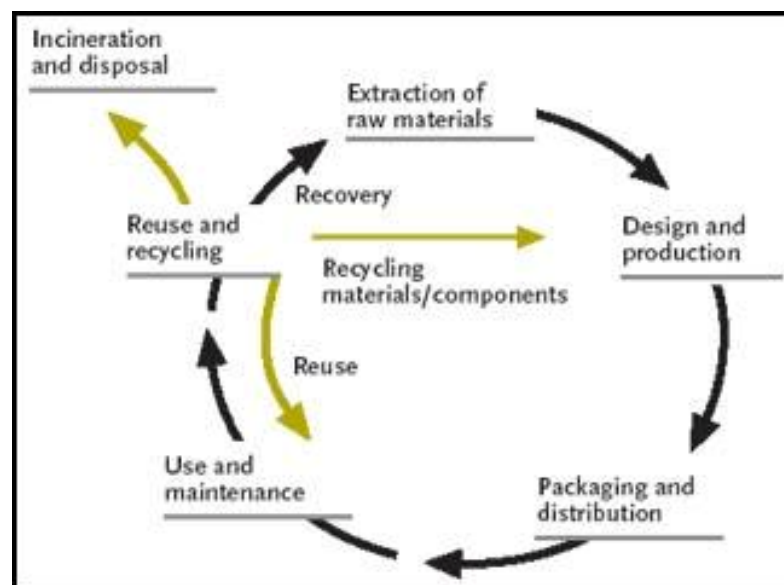 Incineration
and disposal
Extraction of
raw materials
Recovery
Reuse and
recycling
Design and
production
Recycling
materials/components
Reuse
Use and
maintenance
Packaging and
distribution